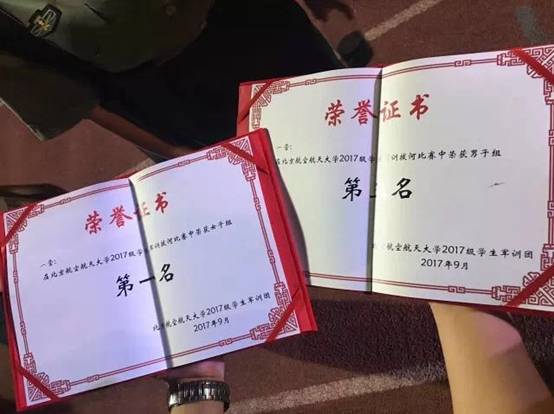 荣誉证书
一营:
在北京航空航天大学2017级学生军训拔河比赛中荣获女子组
第一名
北京航空航天大学2017级学生军训团
2017年9月
荣誉证书
一营:
在北京航空航天大学2017级学生军训拔河比赛中荣获男子组
第三名
北京航空航天大学2017级学生军训团
2017年9月